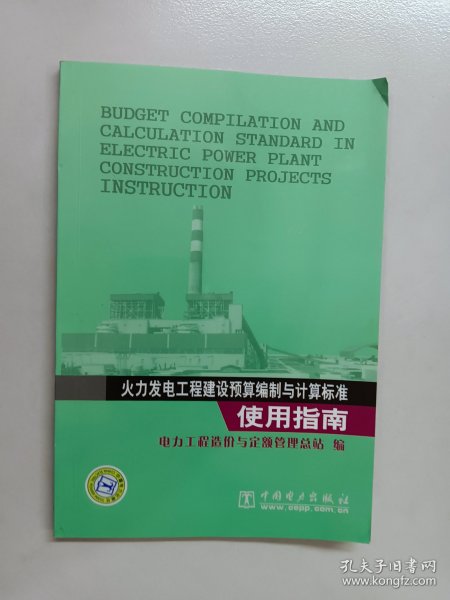 BUDGET COMPILATION AND
CALCULATION STANDARD IN
ELECTRIC POWER PLANT
CONSTRUCTION PROJECTS
INSTRUCTION
火力发电工程建设预算编制与计算标准
使用指南
电力工程造价与定额管理总站 编
中国电力出版社
www.cepp.com.cn
孔夫子旧书网
www.kongfz.com